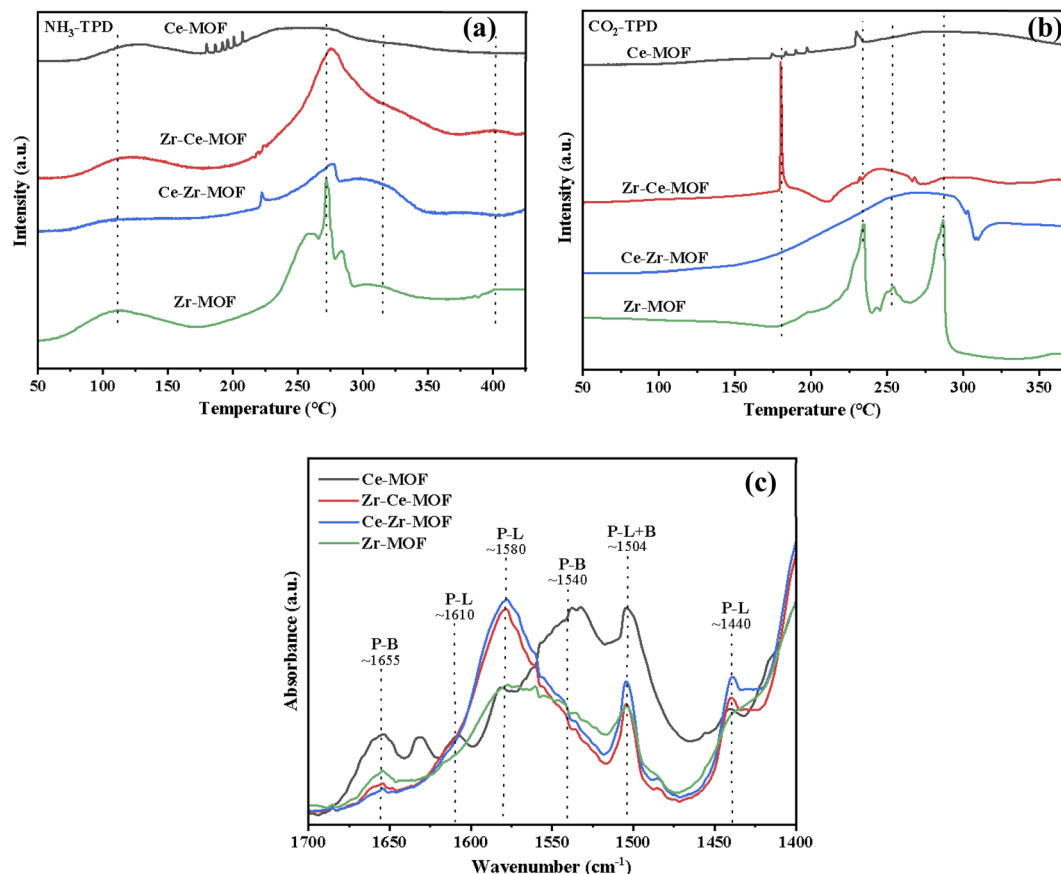 NH₃-TPD
(a)
Ce-MOF
Zr-Ce-MOF
Ce-Zr-MOF
Zr-MOF
Intensity (a.u.)
50 100 150 200 250 300 350 400
Temperature (°C)
CO₂-TPD
(b)
Ce-MOF
Zr-Ce-MOF
Ce-Zr-MOF
Zr-MOF
Intensity (a.u.)
50 100 150 200 250 300 350
Temperature (°C)
Ce-MOF
Zr-Ce-MOF
Ce-Zr-MOF
Zr-MOF
(c)
P-B
~1655
P-L
~1610
P-L
~1580
P-B
~1540
P-L+B
~1504
P-L
~1440
Absorbance (a.u.)
1700 1650 1600 1550 1500 1450 1400
Wavenumber (cm⁻¹)